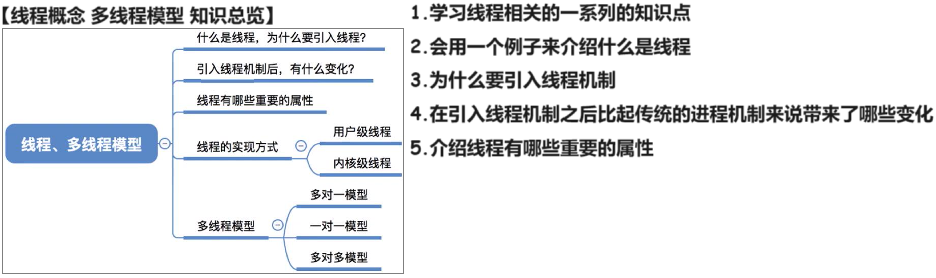 【线程概念 多线程模型 知识总览】
什么是线程，为什么要引入线程？
引入线程机制后，有什么变化？
线程有哪些重要的属性
线程、多线程模型
线程的实现方式
用户级线程
内核级线程
多线程模型
多对一模型
一对一模型
多对多模型
1.学习线程相关的一系列的知识点
2.会用一个例子来介绍什么是线程
3.为什么要引入线程机制
4.在引入线程机制之后比起传统的进程机制来说带来了哪些变化
5.介绍线程有哪些重要的属性